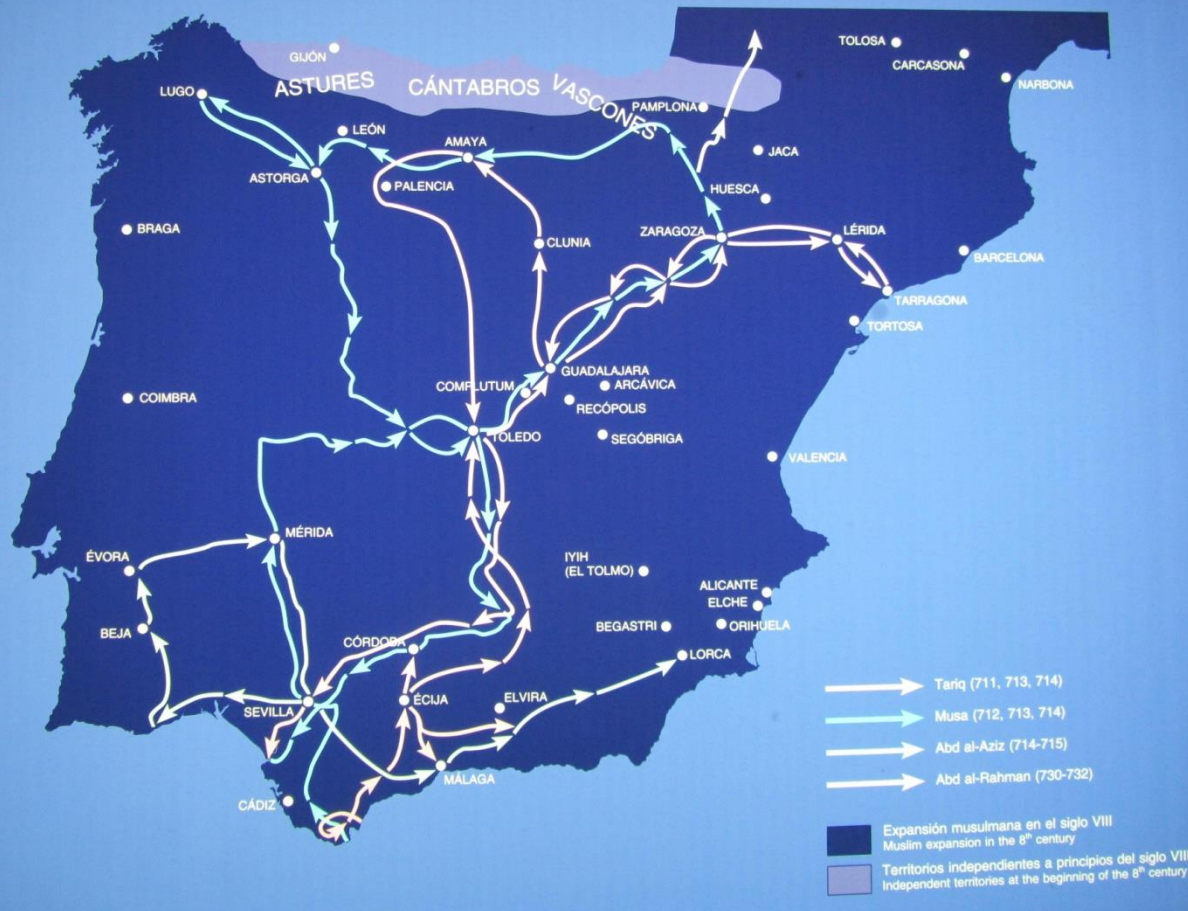 GIJÓN
ASTURES
CÁNTABROS
VASCONES
TOLOSA
CARCASONA
NARBONA
LUGO
PAMPLONA
LEÓN
AMAYA
JACA
ASTORGA
PALENCIA
HUESCA
BRAGA
CLUNIA
ZARAGOZA
LÉRIDA
BARCELONA
TARRAGONA
TORTOSA
GUADALAJARA
COMPLUTUM
ARCÁVICA
COIMBRA
RECÓPOLIS
TOLEDO
SEGÓBRIGA
VALENCIA
MÉRIDA
ÉVORA
IYIH
(EL TOLMO)
ALICANTE
ELCHE
BEJA
BEGASTRI
ORIHUELA
CÓRDOBA
LORCA
SEVILLA
ÉCIJA
ELVIRA
MÁLAGA
CÁDIZ
Tariq (711, 713, 714)
Musa (712, 713, 714)
Abd al-Aziz (714-715)
Abd al-Rahman (730-732)
Expansión musulmana en el siglo VIII
Muslim expansion in the 8th century
Territorios independientes a principios del siglo VIII
Independent territories at the beginning of the 8th century